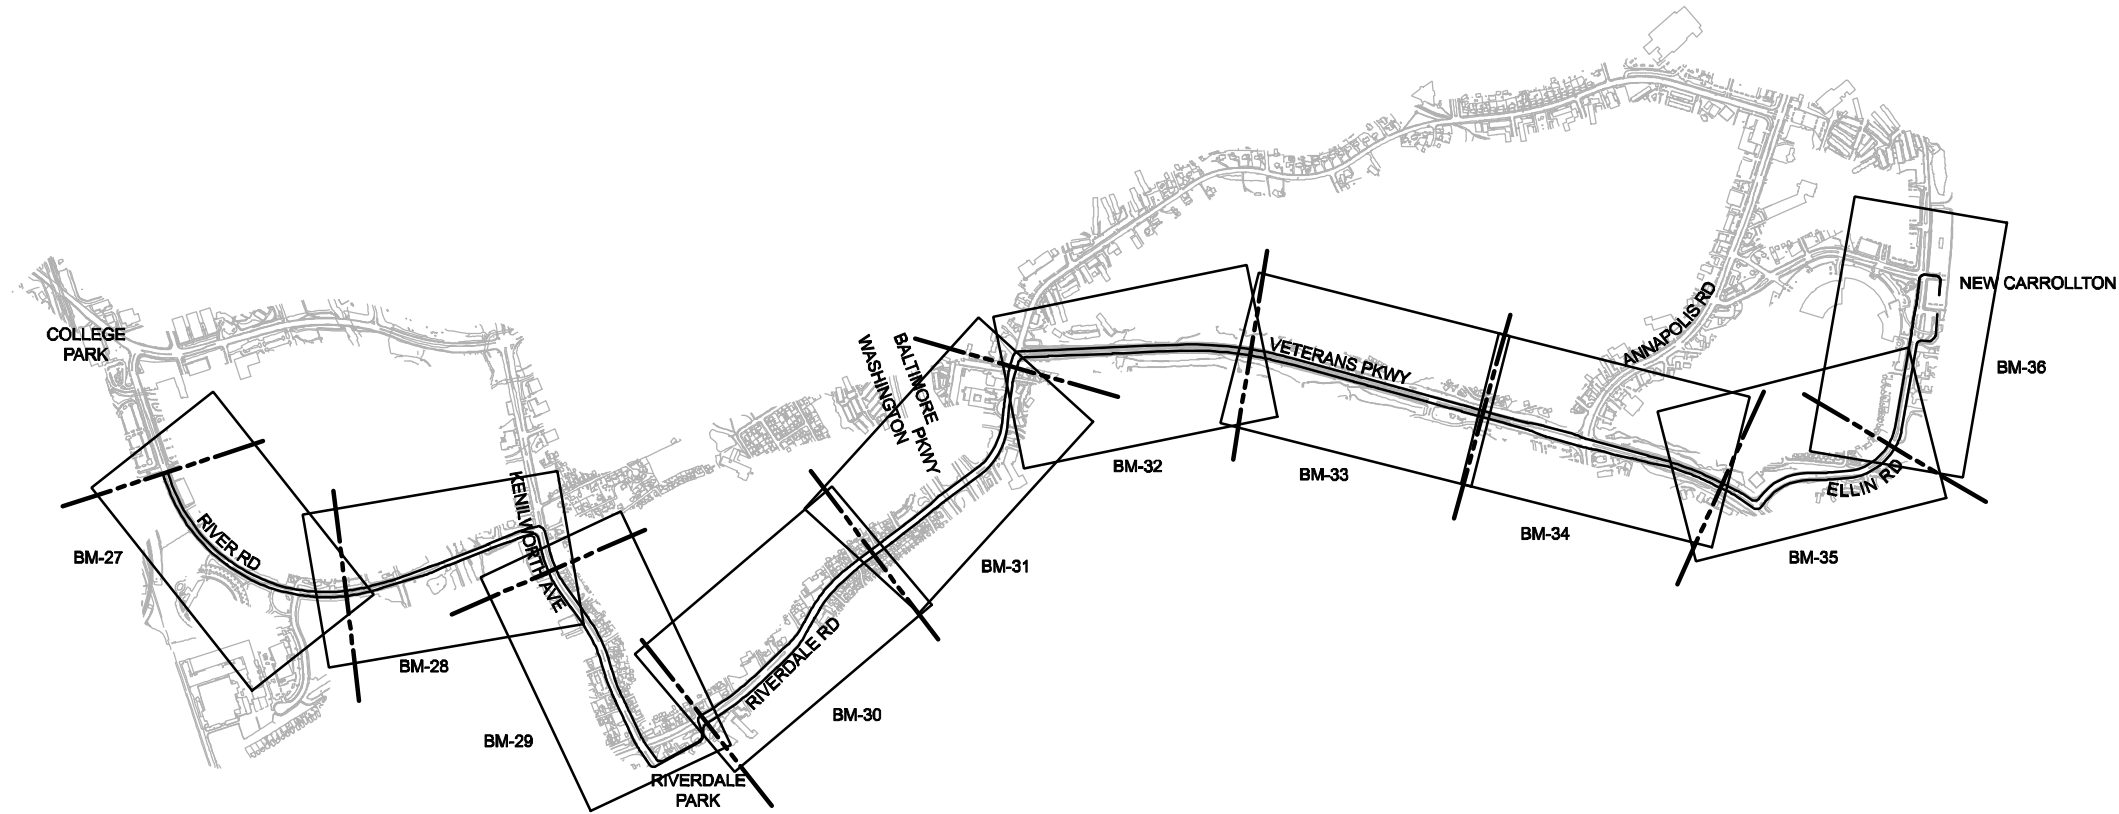 COLLEGE
PARK
BM-27
RIVER RD
BM-28
KENILWORTH AVE
BM-29
RIVERDALE
PARK
RIVERDALE RD
BM-30
BM-31
BALTIMORE PKWY
WASHINGTON
BM-32
VETERANS PKWY
BM-33
BM-34
ANNAPOLIS RD
BM-35
ELLIN RD
NEW CARROLLTON
BM-36